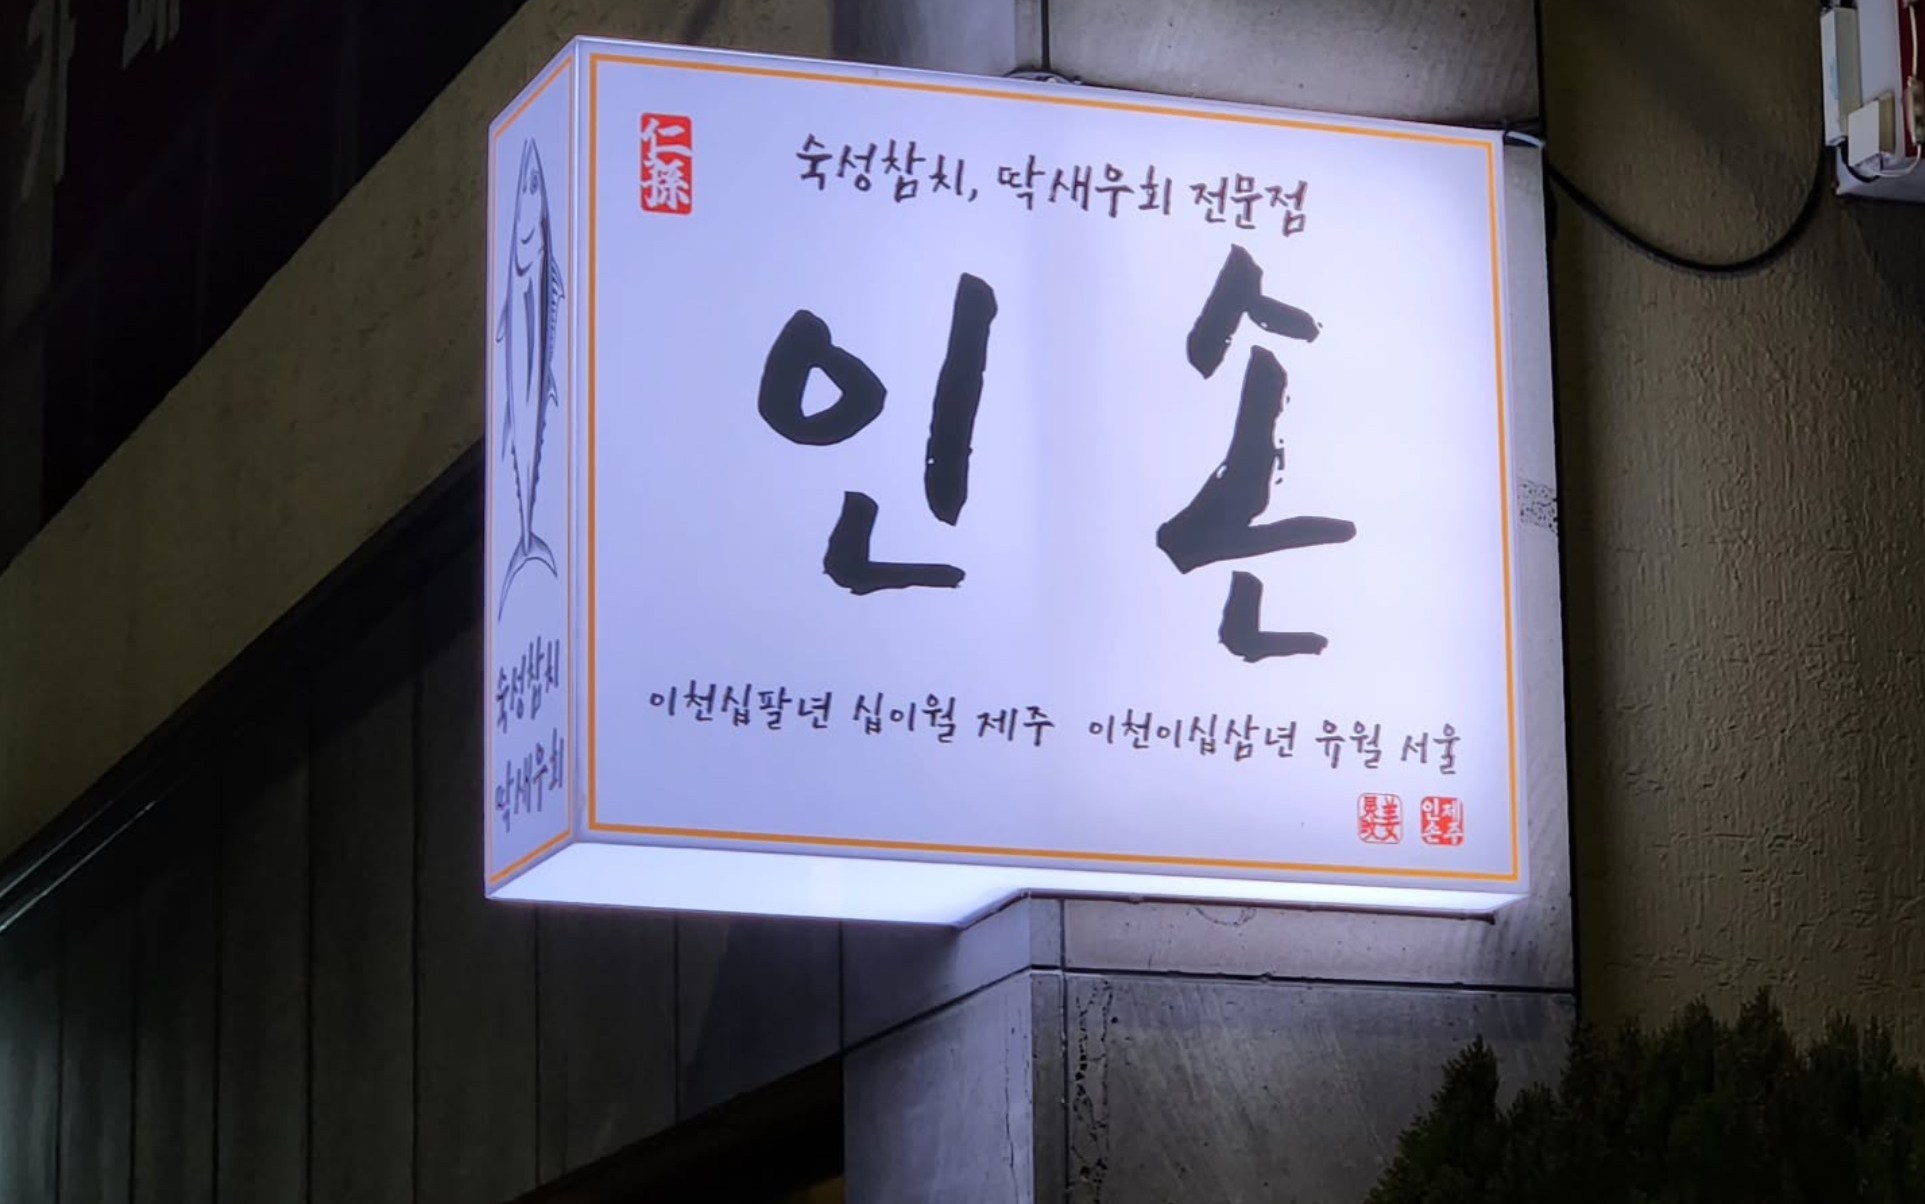 仁孫
숙성참치, 딱새우회 전문점
인손
이천십팔년 십이월 제주 이천이십삼년 유월 서울
제주
인손
숙성참치
딱새우회